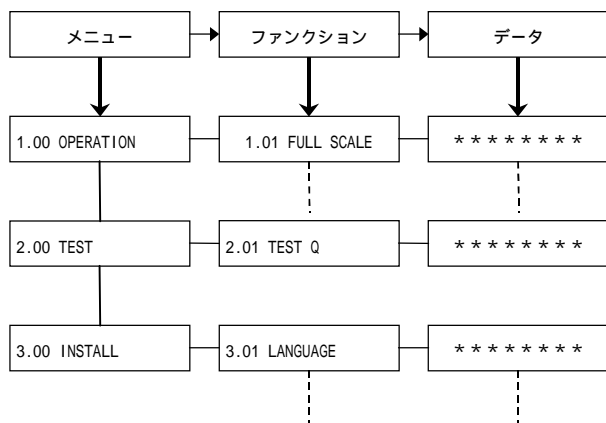 メニュー ファンクション データ
1.00 OPERATION 1.01 FULL SCALE ********
2.00 TEST 2.01 TEST Q ********
3.00 INSTALL 3.01 LANGUAGE ********